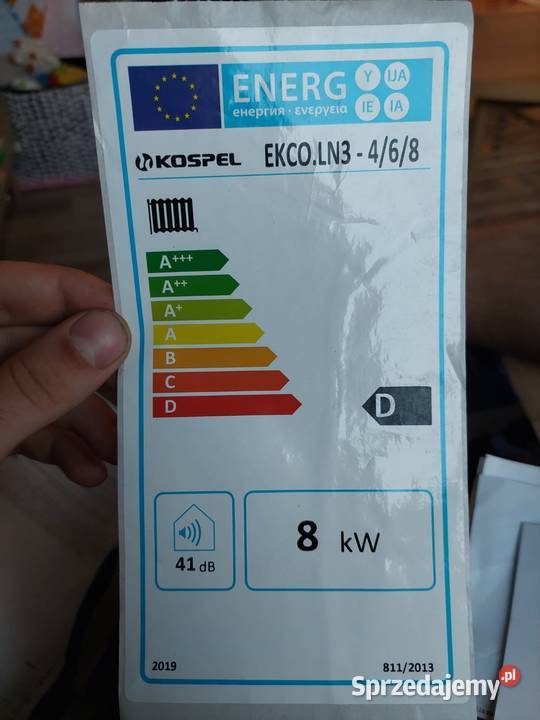 ENERG
енергия · ενεργεια
Y IJA
IE IA
KOSPEL EKCO.LN3 - 4/6/8
A+++
A++
A+
A
B
C
D
D
41 dB
8 kW
2019
811/2013
Sprzedajemy.pl